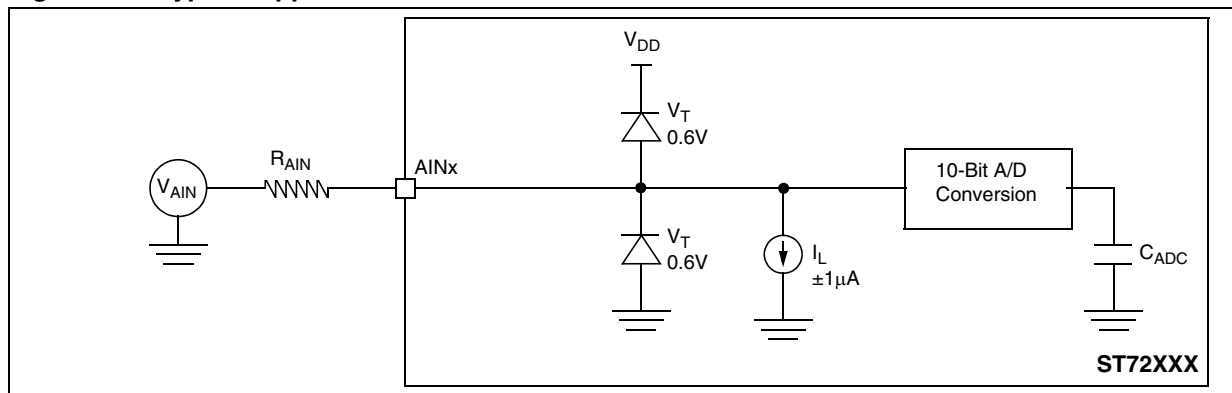 V_DD
V_T
0.6V
R_AIN
AINx
V_AIN
10-Bit A/D
Conversion
V_T
0.6V
I_L
±1μA
C_ADC
ST72XXX